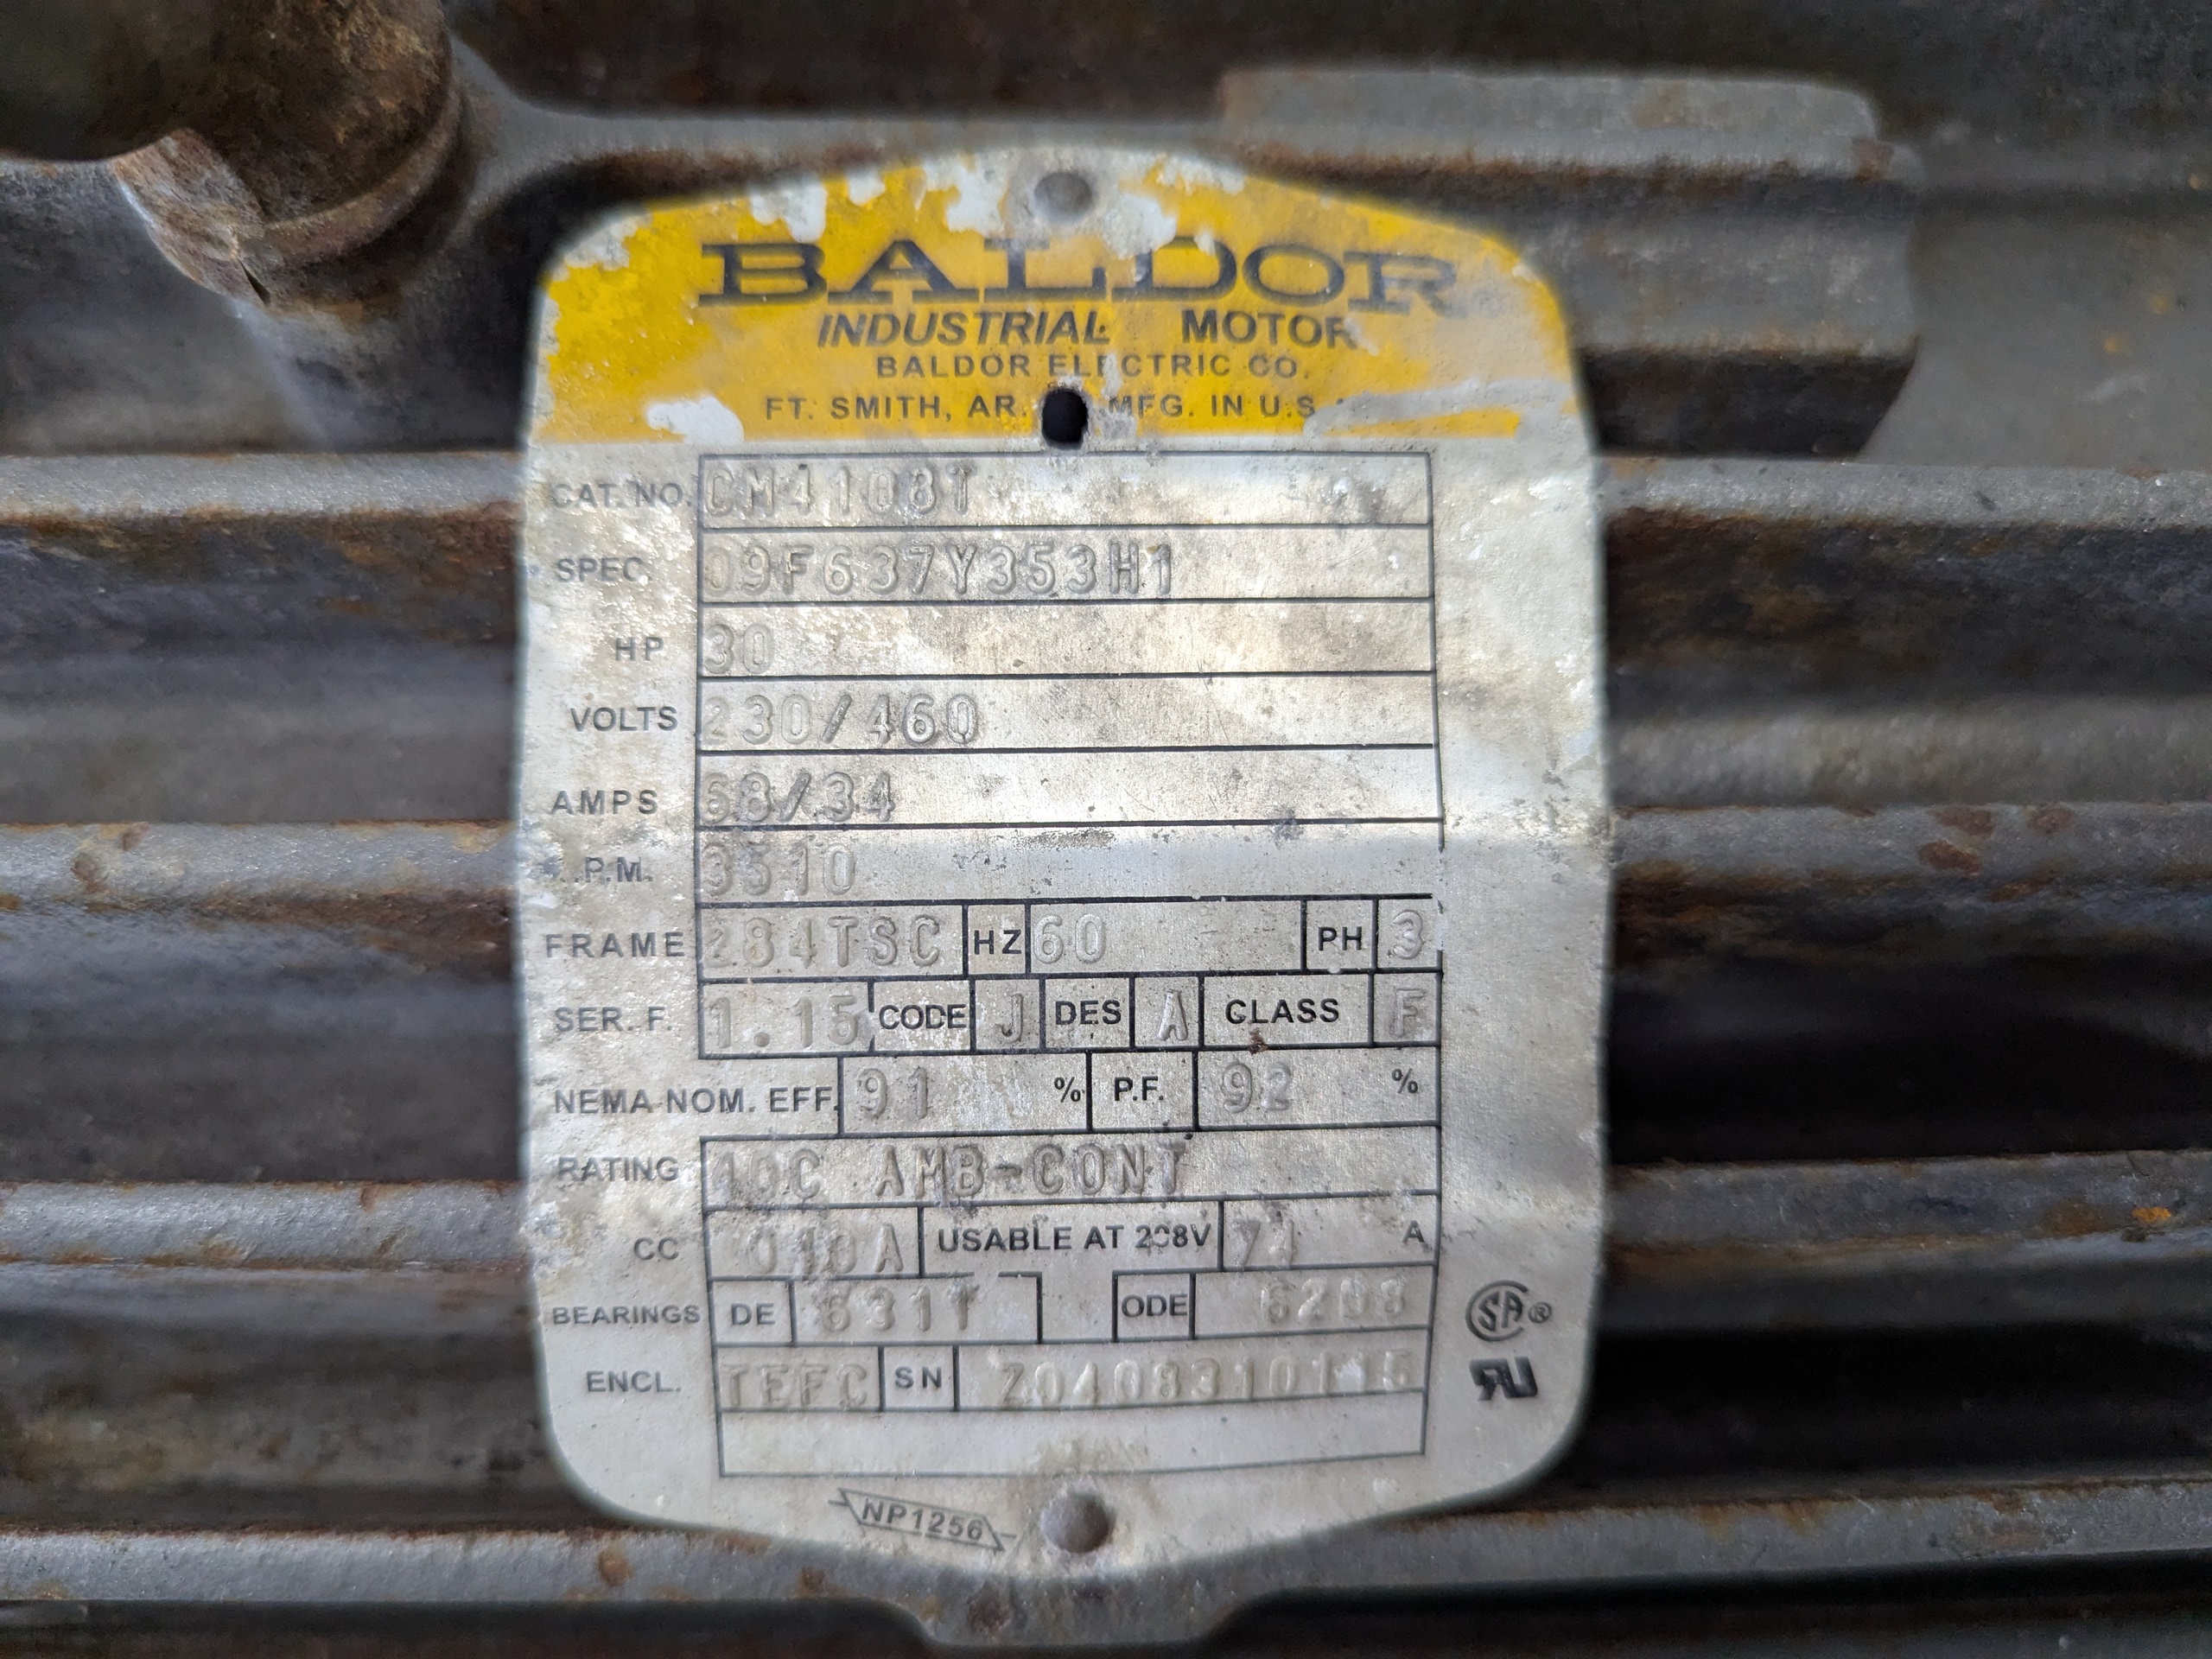 BALDOR
INDUSTRIAL MOTOR
BALDOR ELECTRIC CO.
FT. SMITH, AR. MFG. IN U.S
CAT. NO. CM4108T
SPEC. 09F637Y353H1
HP 30
VOLTS 230/460
AMPS 68/34
.P.M. 3510
FRAME 284TSC HZ 60 PH 3
SER. F. 1.15 CODE J DES A CLASS F
NEMA NOM. EFF. 91 % P.F. 92 %
RATING 40C AMB-CONT
CC 010A USABLE AT 208V A
BEARINGS DE ODE 6208
ENCL. TEFC SN Z0408310115
SA®
RU
NP1256